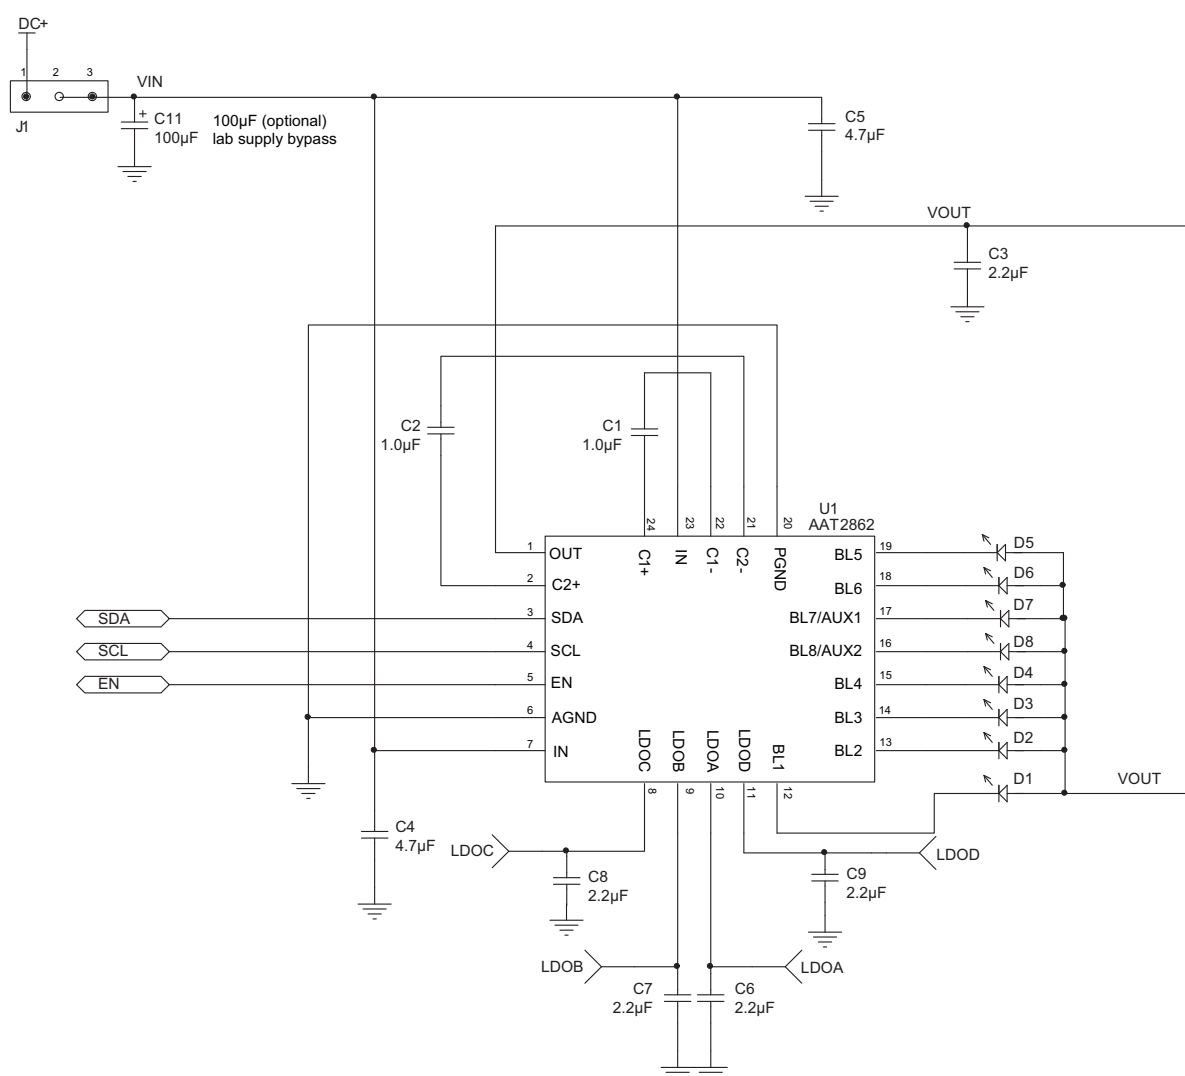 DC+
1 2 3
J1
VIN
+
C11
100µF
100µF (optional)
lab supply bypass
C5
4.7µF
VOUT
C3
2.2µF
C2
1.0µF
C1
1.0µF
U1
AAT2862
24 23 22 21 20
C1+ IN C1- C2- PGND
1 OUT
2 C2+
SDA 3 SDA
SCL 4 SCL
EN 5 EN
6 AGND
7 IN
BL5 19 D5
BL6 18 D6
BL7/AUX1 17 D7
BL8/AUX2 16 D8
BL4 15 D4
BL3 14 D3
BL2 13 D2
LDOC LDOB LDOA LDOD BL1
8 9 10 11 12
D1
VOUT
C4
4.7µF
LDOC
C8
2.2µF
LDOD
C9
2.2µF
LDOB
LDOA
C7
2.2µF
C6
2.2µF